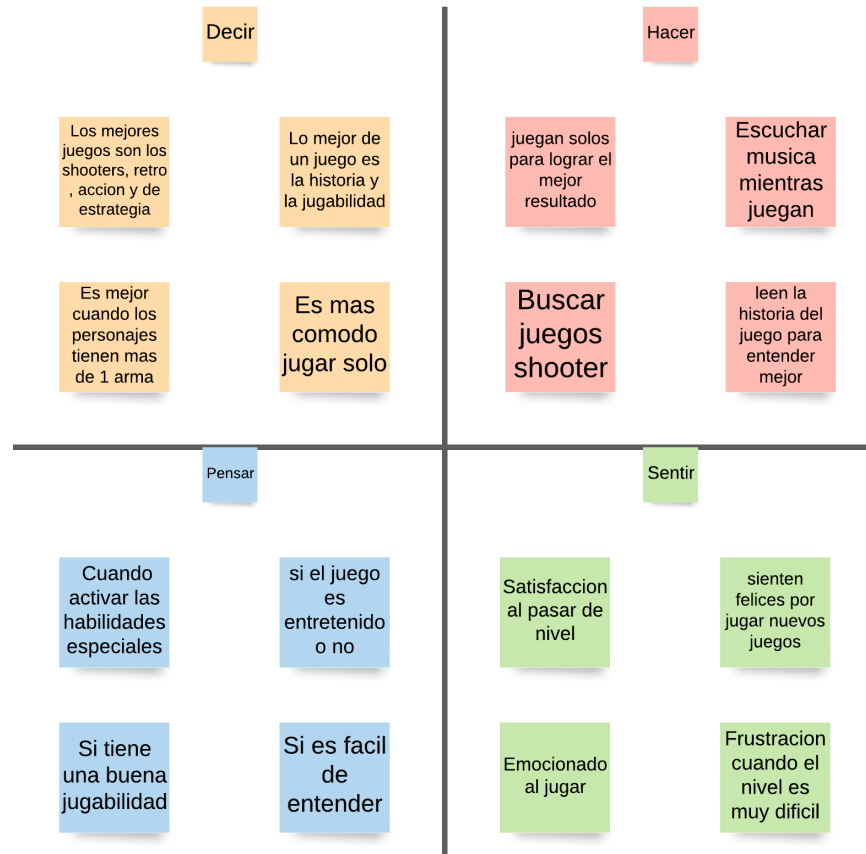 Decir
Los mejores
juegos son los
shooters, retro
, accion y de
estrategia
Lo mejor de
un juego es
la historia y
la jugabilidad
Es mejor
cuando los
personajes
tienen mas
de 1 arma
Es mas
comodo
jugar solo
Hacer
juegan solos
para lograr el
mejor
resultado
Escuchar
musica
mientras
juegan
Buscar
juegos
shooter
leen la
historia del
juego para
entender
mejor
Pensar
Cuando
activar las
habilidades
especiales
si el juego
es
entretenido
o no
Si tiene
una buena
jugabilidad
Si es facil
de
entender
Sentir
Satisfaccion
al pasar de
nivel
sienten
felices por
jugar nuevos
juegos
Emocionado
al jugar
Frustracion
cuando el
nivel es
muy dificil